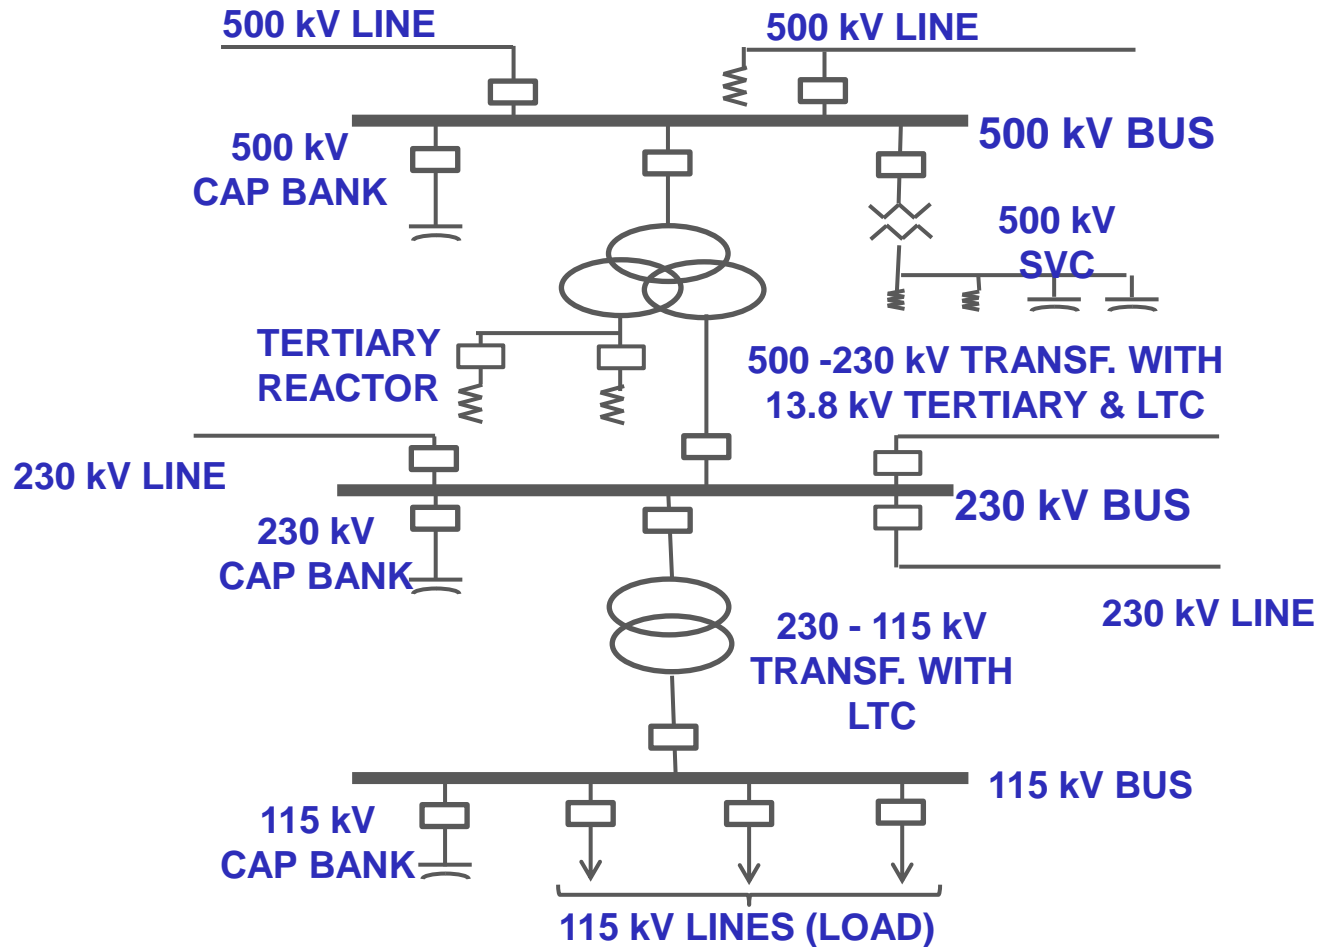 500 kV LINE
500 kV LINE
500 kV BUS
500 kV
CAP BANK
500 kV
SVC
TERTIARY
REACTOR
500 -230 kV TRANSF. WITH
13.8 kV TERTIARY & LTC
230 kV LINE
230 kV BUS
230 kV
CAP BANK
230 kV LINE
230 - 115 kV
TRANSF. WITH
LTC
115 kV BUS
115 kV
CAP BANK
115 kV LINES (LOAD)